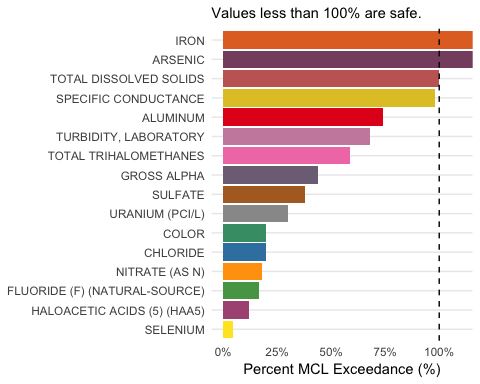 Values less than 100% are safe.
IRON
ARSENIC
TOTAL DISSOLVED SOLIDS
SPECIFIC CONDUCTANCE
ALUMINUM
TURBIDITY, LABORATORY
TOTAL TRIHALOMETHANES
GROSS ALPHA
SULFATE
URANIUM (PCI/L)
COLOR
CHLORIDE
NITRATE (AS N)
FLUORIDE (F) (NATURAL-SOURCE)
HALOACETIC ACIDS (5) (HAA5)
SELENIUM
0% 25% 75% 75% 100%
Percent MCL Exceedance (%)